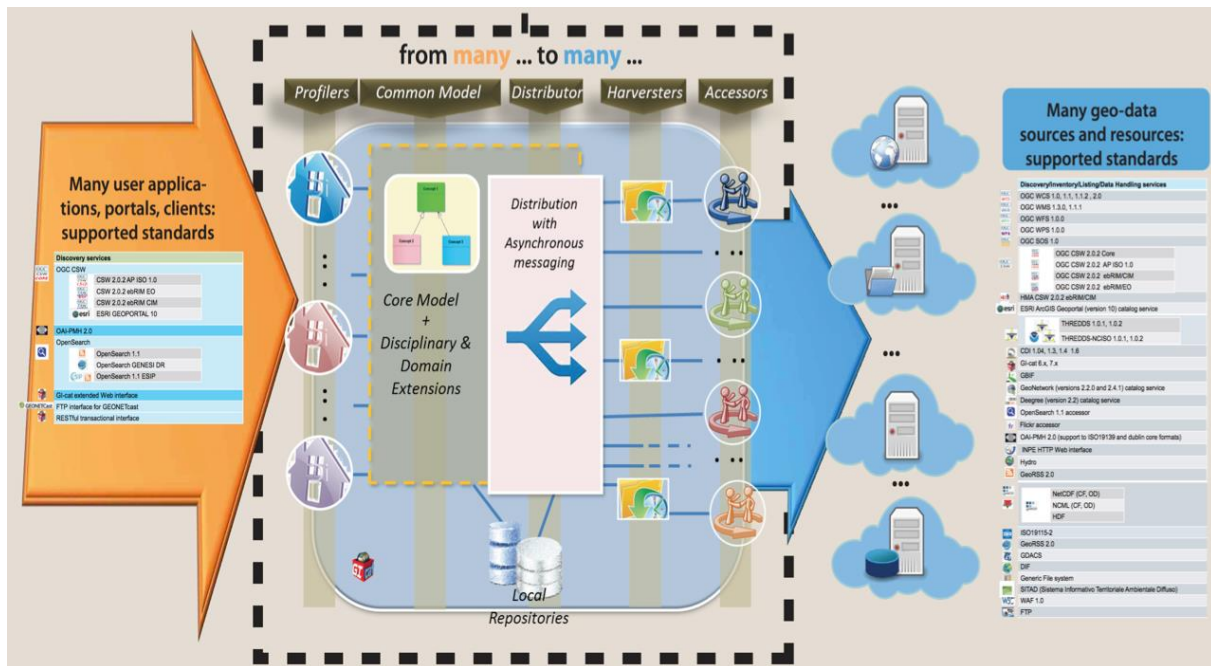 from many ... to many ...
Profilers
Common Model
Distributor
Harversters
Accessors
Many user applica-
tions, portals, clients:
supported standards
Discovery services
OGC CSW
CSW 2.0.2 AP ISO 1.0
CSW 2.0.2 ebRIM EO
CSW 2.0.2 ebRIM CIM
esri
ESRI GEOPORTAL 10
OAI-PMH 2.0
OpenSearch
OpenSearch 1.1
OpenSearch GENESI DR
OpenSearch 1.1 ESIP
GI-cat extended Web interface
FTP interface for GEONETcast
RESTful transactional interface
Concept 1
Concept 2
Concept 3
Core Model
+
Disciplinary &
Domain
Extensions
Distribution
with
Asynchronous
messaging
Local
Repositories
Many geo-data
sources and resources:
supported standards
Discovery/Inventory/Listing/Data Handling services
OGC WCS 1.0, 1.1, 1.1.2 , 2.0
OGC WMS 1.3.0, 1.1.1
OGC WFS 1.0.0
OGC WPS 1.0.0
OGC SOS 1.0
OGC CSW 2.0.2 Core
OGC CSW 2.0.2 AP ISO 1.0
OGC CSW 2.0.2 ebRIM/CIM
OGC CSW 2.0.2 ebRIM/EO
HMA CSW 2.0.2 ebRIM/CIM
esri
ESRI ArcGIS Geoportal (version 10) catalog service
THREDDS 1.0.1, 1.0.2
THREDDS-NCISO 1.0.1, 1.0.2
CDI 1.04, 1.3, 1.4 1.6
GI-cat 6.x, 7.x
GBIF
GeoNetwork (versions 2.2.0 and 2.4.1) catalog service
Deegree (version 2.2) catalog service
OpenSearch 1.1 accessor
Flickr accessor
OAI-PMH 2.0 (support to ISO19139 and dublin core formats)
INPE HTTP Web interface
Hydro
GeoRSS 2.0
NetCDF (CF, OD)
NCML (CF, OD)
HDF
ISO19115-2
GeoRSS 2.0
GDACS
DIF
Generic File system
SITAD (Sistema Informativo Territoriale Ambientale Diffuso)
WAF 1.0
FTP